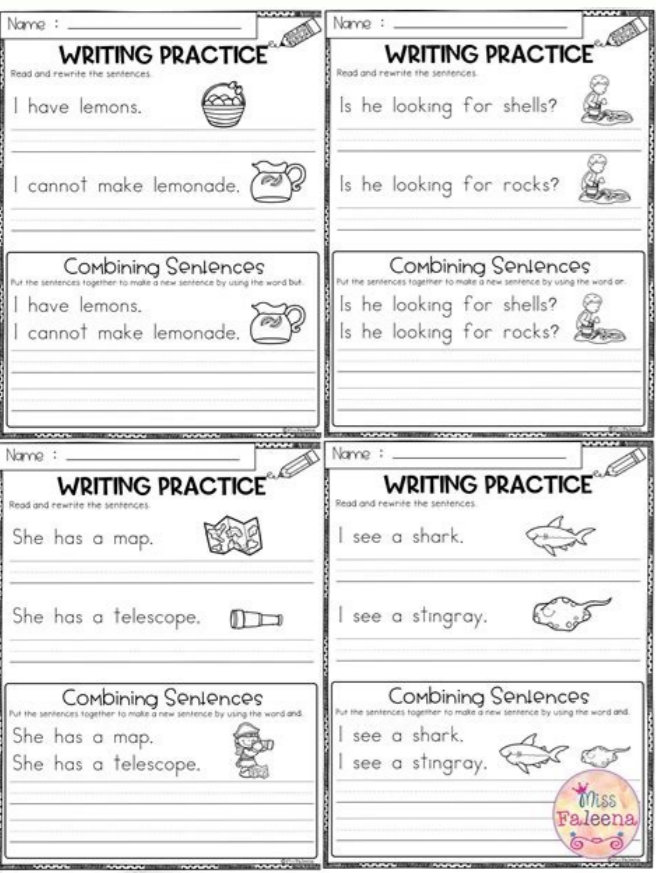 Name :
WRITING PRACTICE
Read and rewrite the sentences.
I have lemons.
I cannot make lemonade.
Combining Sentences
Put the sentences together to make a new sentence by using the word but.
I have lemons.
I cannot make lemonade.
Name :
WRITING PRACTICE
Read and rewrite the sentences.
Is he looking for shells?
Is he looking for rocks?
Combining Sentences
Put the sentences together to make a new sentence by using the word or.
Is he looking for shells?
Is he looking for rocks?
Name :
WRITING PRACTICE
Read and rewrite the sentences.
She has a map.
She has a telescope.
Combining Sentences
Put the sentences together to make a new sentence by using the word and.
She has a map.
She has a telescope.
Name :
WRITING PRACTICE
Read and rewrite the sentences.
I see a shark.
I see a stingray.
Combining Sentences
Put the sentences together to make a new sentence by using the word and.
I see a shark.
I see a stingray.
Miss
Faleena